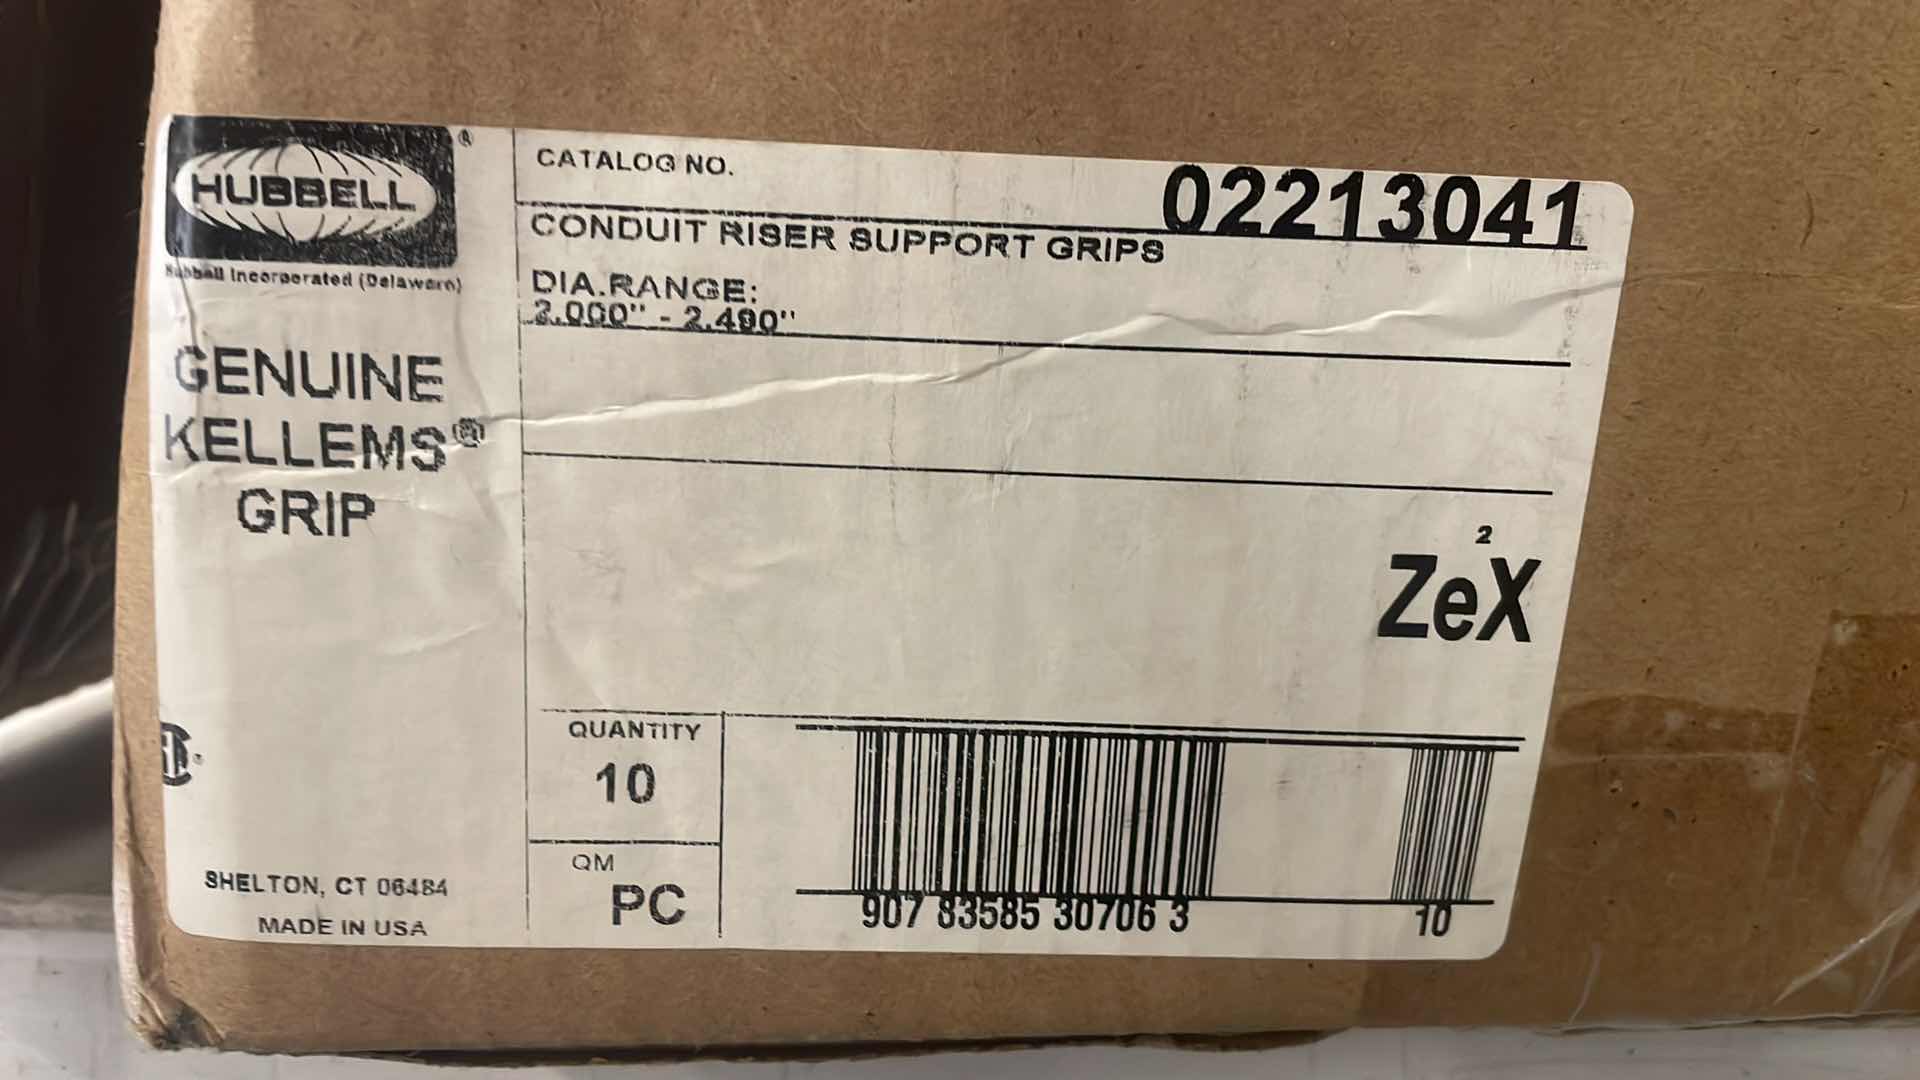 HUBBELL ®
Hubbell Incorporated (Delaware)
GENUINE
KELLEMS®
GRIP
SHELTON, CT 06484
MADE IN USA
CATALOG NO.
02213041
CONDUIT RISER SUPPORT GRIPS
DIA.RANGE:
2.000" - 2.490"
2
ZeX
QUANTITY
10
QM
PC
907 83585 30706 3
10